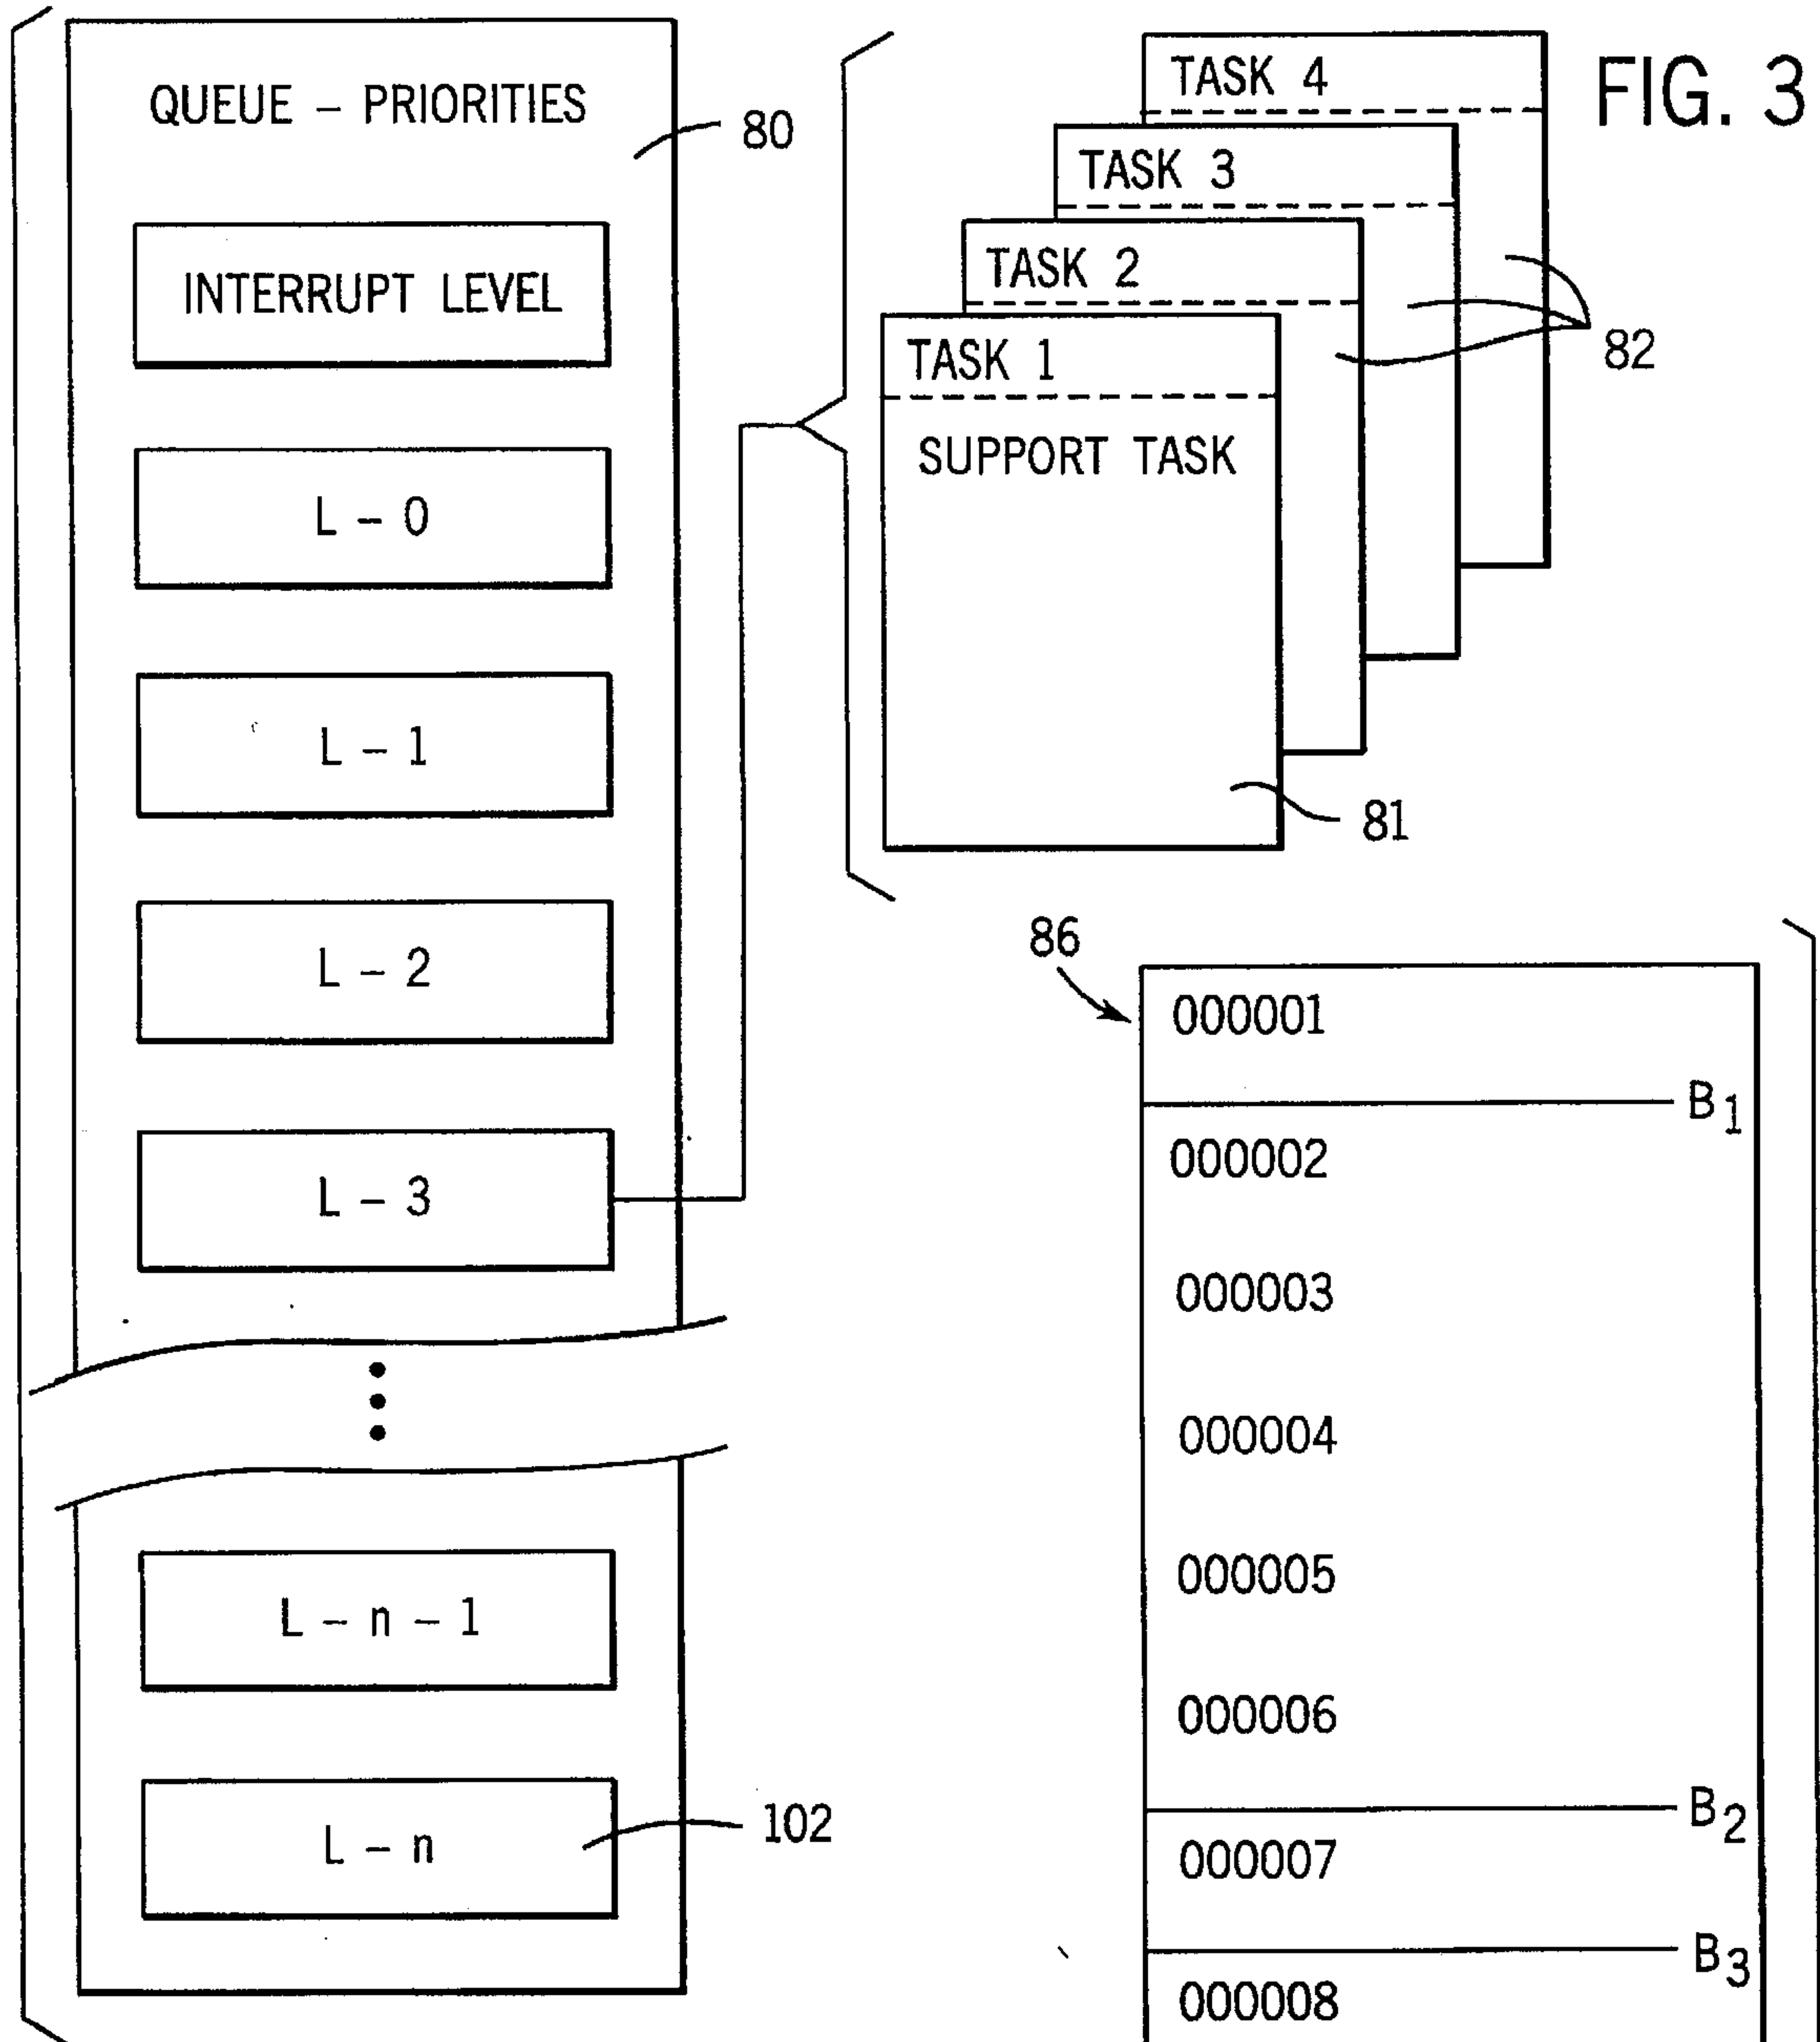 FIG. 3
QUEUE – PRIORITIES
80
INTERRUPT LEVEL
L – 0
L – 1
L – 2
L – 3
L – n – 1
L – n
102
TASK 4
TASK 3
TASK 2
TASK 1
SUPPORT TASK
82
81
86
000001
B1
000002
000003
000004
000005
000006
B2
000007
B3
000008